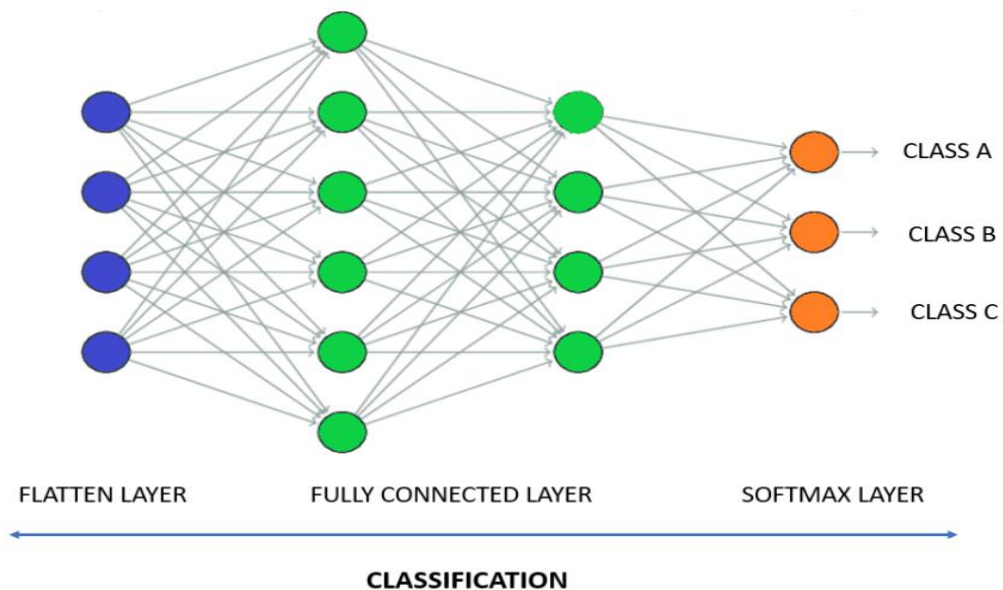 CLASS A
CLASS B
CLASS C
FLATTEN LAYER
FULLY CONNECTED LAYER
SOFTMAX LAYER
CLASSIFICATION